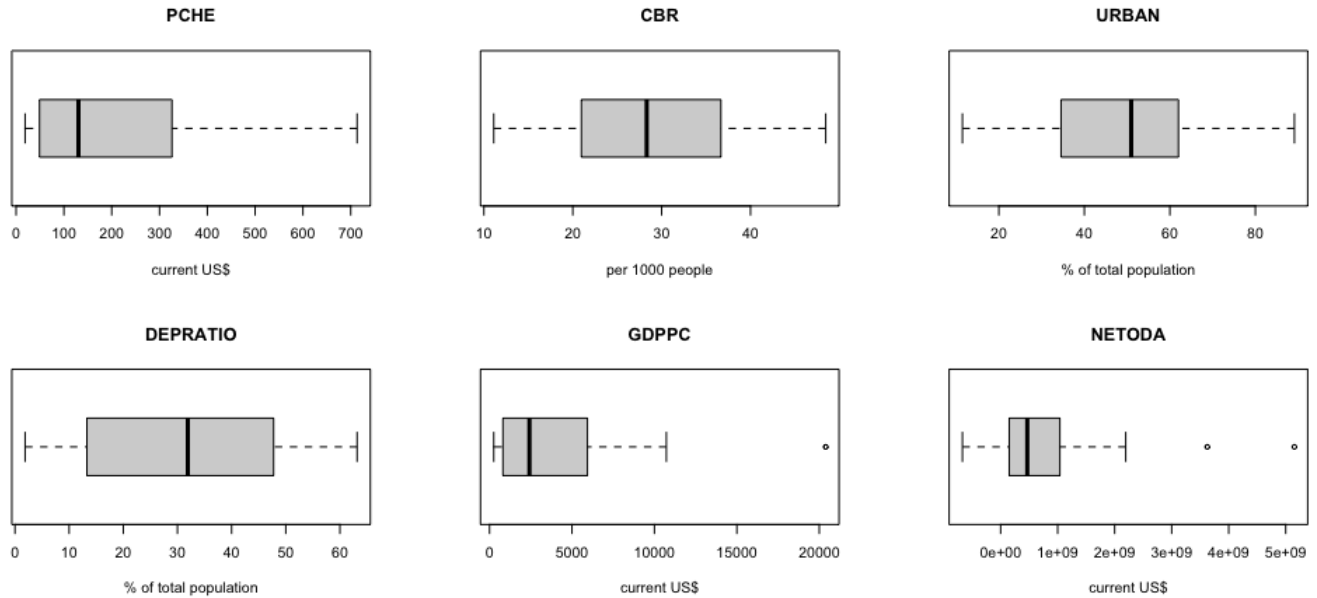 PCHE
0 100 200 300 400 500 600 700
current US$
CBR
10 20 30 40
per 1000 people
URBAN
20 40 60 80
% of total population
DEPRATIO
0 10 20 30 40 50 60
% of total population
GDPPC
0 5000 10000 15000 20000
current US$
NETODA
0e+00 1e+09 2e+09 3e+09 4e+09 5e+09
current US$